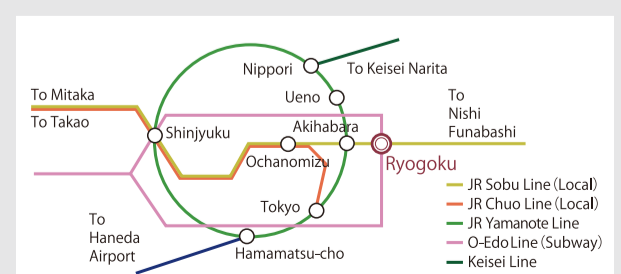 Nippori
To Keisei Narita
To Mitaka
To Takao
Ueno
To
Nishi
Funabashi
Akihabara
Shinjyuku
Ochanomizu
Ryogoku
Tokyo
To
Haneda
Airport
Hamamatsu-cho
JR Sobu Line (Local)
JR Chuo Line (Local)
JR Yamanote Line
O-Edo Line (Subway)
Keisei Line